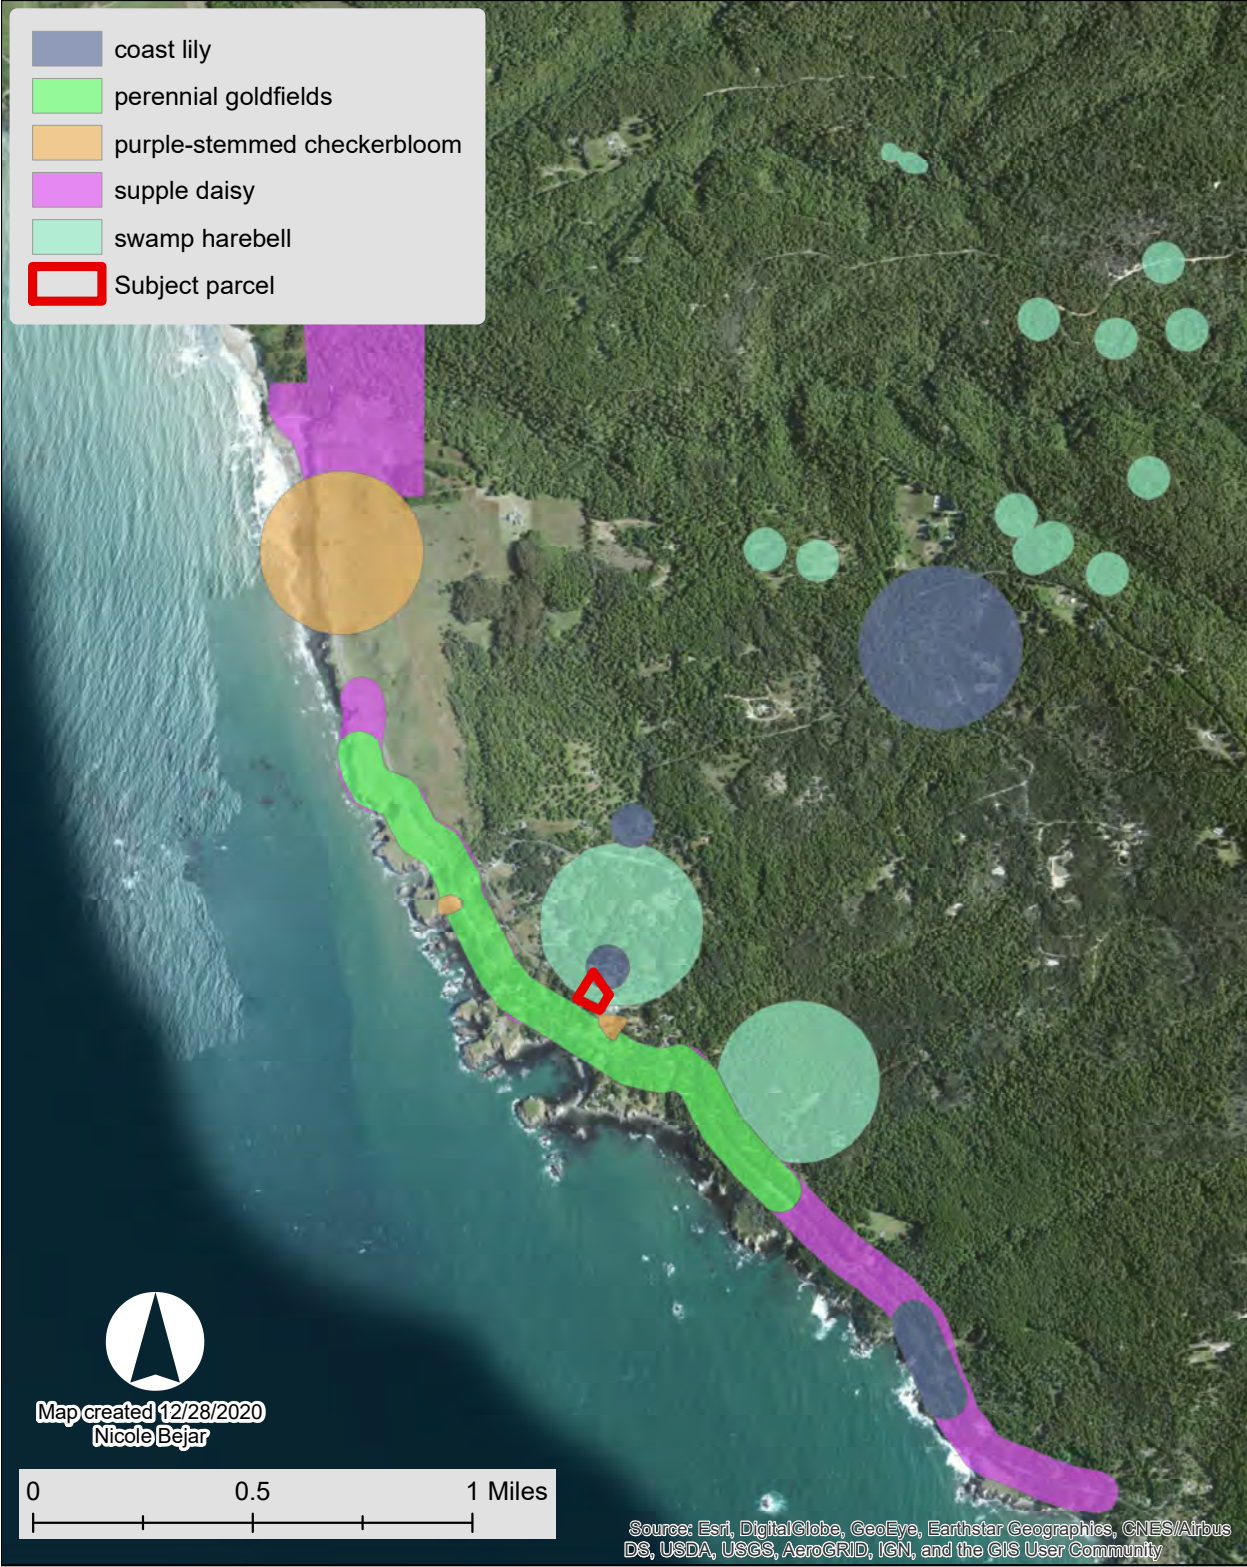 coast lily
perennial goldfields
purple-stemmed checkerbloom
supple daisy
swamp harebell
Subject parcel
Map created 12/28/2020
Nicole Bejar
0 0.5 1 Miles
Source: Esri, DigitalGlobe, GeoEye, Earthstar Geographics, CNES/Airbus
DS, USDA, USGS, AeroGRID, IGN, and the GIS User Community